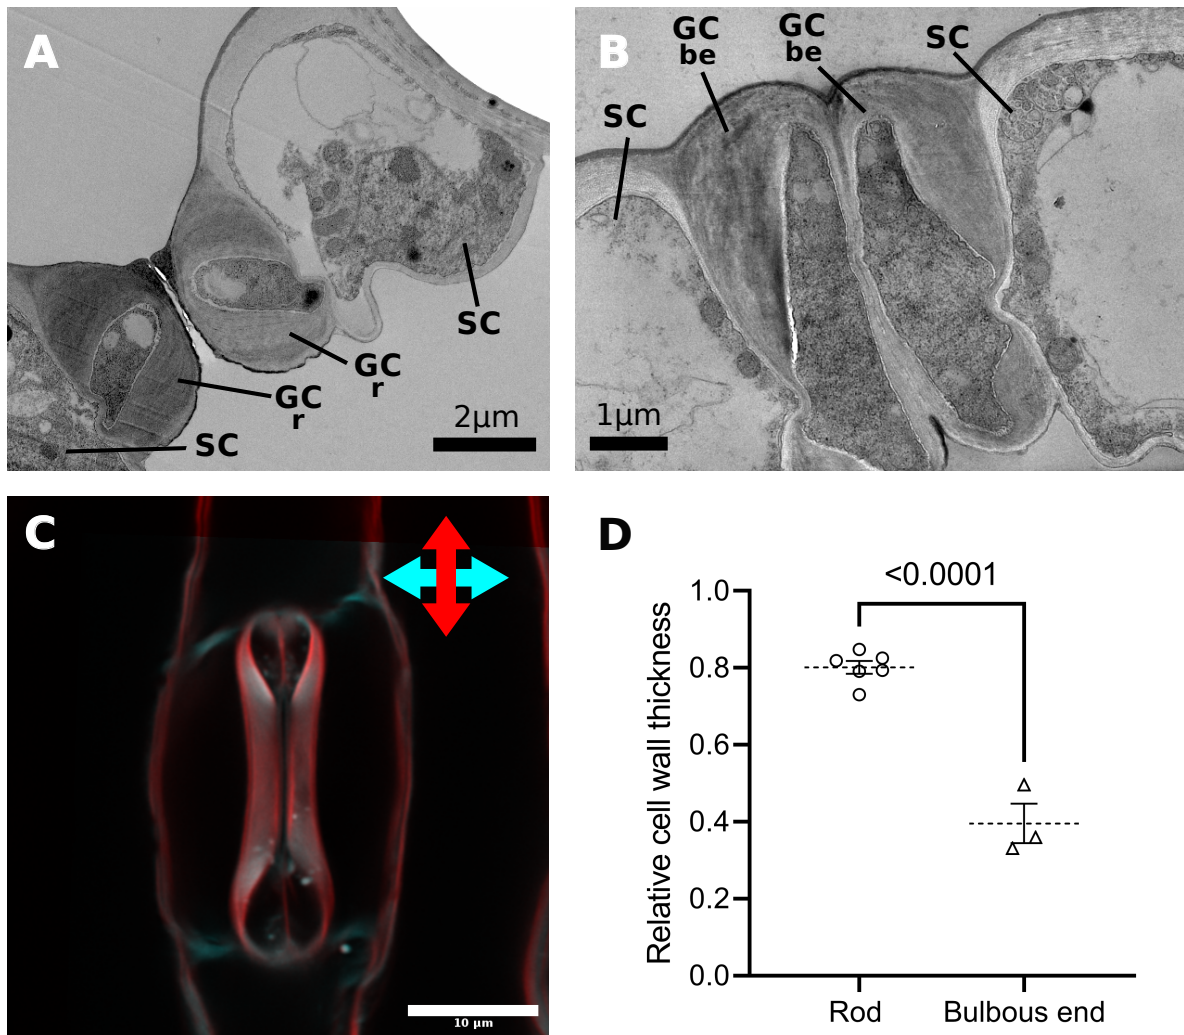 A
SC
GC
r
GC
r
SC
2μm
B
GC
be
GC
be
SC
SC
1μm
C
10 μm
D
<0.0001
Relative cell wall thickness
1.0
0.8
0.6
0.4
0.2
0.0
Rod
Bulbous end